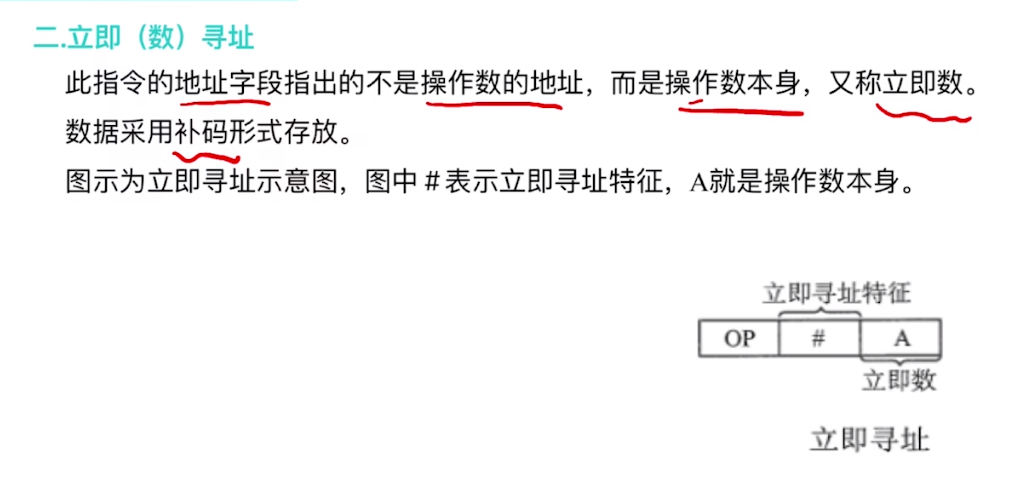 二.立即（数）寻址
此指令的地址字段指出的不是操作数的地址，而是操作数本身，又称立即数。
数据采用补码形式存放。
图示为立即寻址示意图，图中 # 表示立即寻址特征，A就是操作数本身。
立即寻址特征
OP # A
立即数
立即寻址